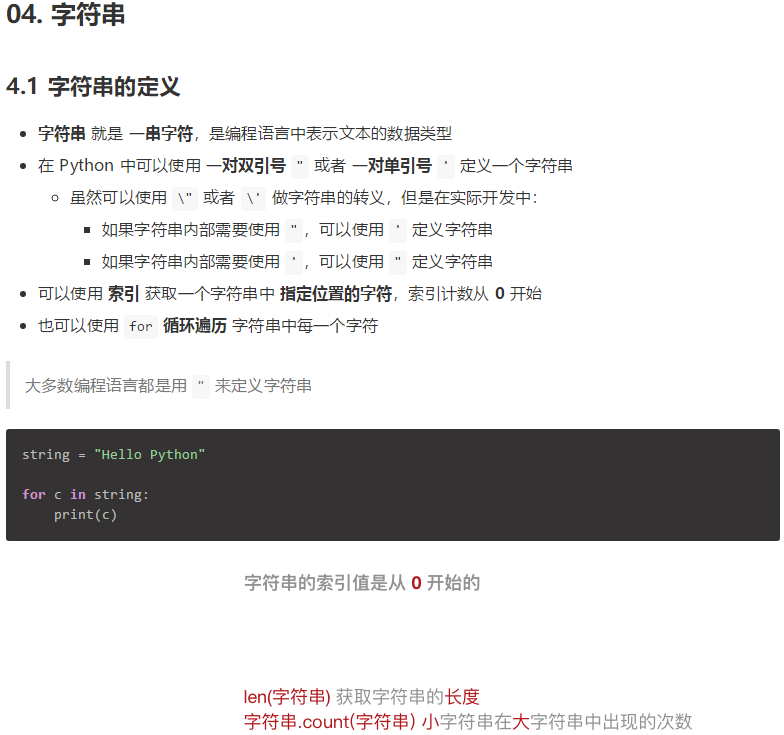 04. 字符串
4.1 字符串的定义
字符串 就是 一串字符，是编程语言中表示文本的数据类型
在 Python 中可以使用 一对双引号 " 或者 一对单引号 ' 定义一个字符串
虽然可以使用 \" 或者 \' 做字符串的转义，但是在实际开发中：
如果字符串内部需要使用 "，可以使用 ' 定义字符串
如果字符串内部需要使用 '，可以使用 " 定义字符串
可以使用 索引 获取一个字符串中 指定位置的字符，索引计数从 0 开始
也可以使用 for 循环遍历 字符串中每一个字符
大多数编程语言都是用 " 来定义字符串
string = "Hello Python"
for c in string:
    print(c)
字符串的索引值是从 0 开始的
len(字符串) 获取字符串的长度
字符串.count(字符串) 小字符串在大字符串中出现的次数